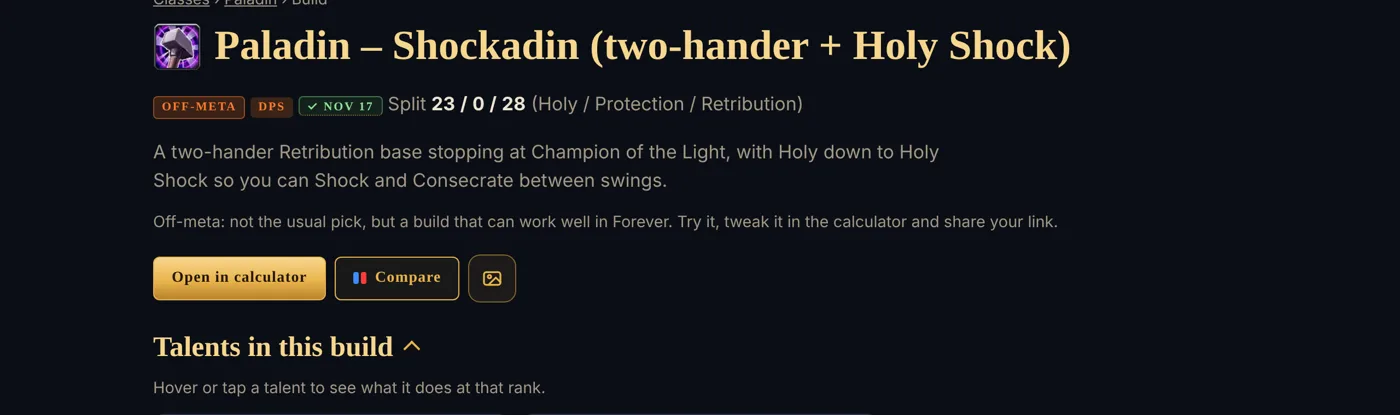 Classes › Paladin › Build
Paladin – Shockadin (two-hander + Holy Shock)
OFF-META DPS ✓ NOV 17 Split 23 / 0 / 28 (Holy / Protection / Retribution)
A two-hander Retribution base stopping at Champion of the Light, with Holy down to Holy
Shock so you can Shock and Consecrate between swings.
Off-meta: not the usual pick, but a build that can work well in Forever. Try it, tweak it in the calculator and share your link.
Open in calculator Compare
Talents in this build
Hover or tap a talent to see what it does at that rank.